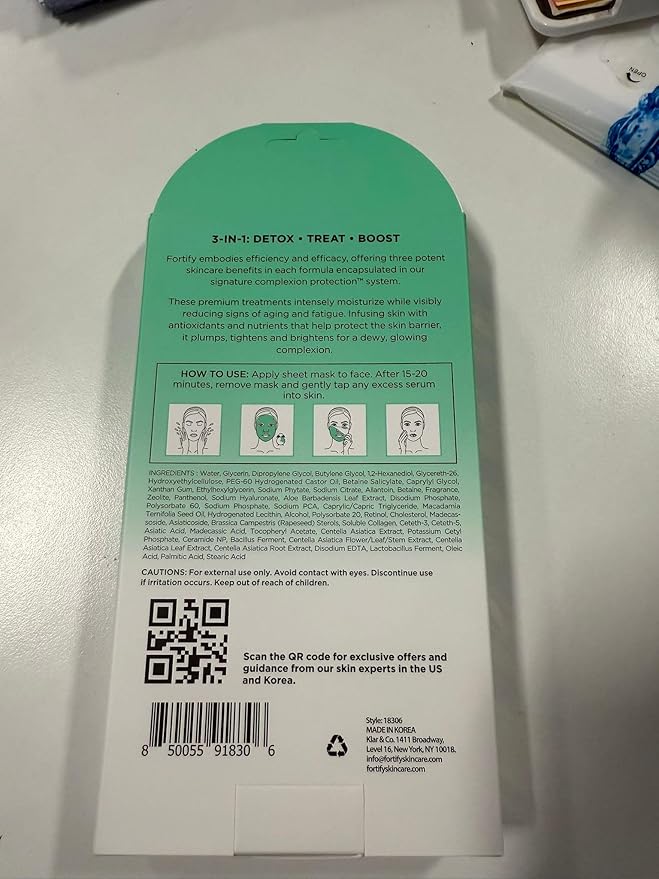 OPEN
3-IN-1: DETOX • TREAT • BOOST
Fortify embodies efficiency and efficacy, offering three potent
skincare benefits in each formula encapsulated in our
signature complexion protection™ system.
These premium treatments intensely moisturize while visibly
reducing signs of aging and fatigue. Infusing skin with
antioxidants and nutrients that help protect the skin barrier,
it plumps, tightens and brightens for a dewy, glowing
complexion.
HOW TO USE: Apply sheet mask to face. After 15-20
minutes, remove mask and gently tap any excess serum
into skin.
INGREDIENTS: Water, Glycerin, Dipropylene Glycol, Butylene Glycol, 1,2-Hexanediol, Glycereth-26,
Hydroxyethylcellulose, PEG-60 Hydrogenated Castor Oil, Betaine Salicylate, Caprylyl Glycol,
Xanthan Gum, Ethylhexylglycerin, Sodium Phytate, Sodium Citrate, Allantoin, Betaine, Fragrance,
Zeolite, Panthenol, Sodium Hyaluronate, Aloe Barbadensis Leaf Extract, Disodium Phosphate,
Polysorbate 60, Sodium Phosphate, Sodium PCA, Caprylic/Capric Triglyceride, Macadamia
Ternifolia Seed Oil, Hydrogenated Lecithin, Alcohol, Polysorbate 20, Retinol, Cholesterol, Madecas-
soside, Asiaticoside, Brassica Campestris (Rapeseed) Sterols, Soluble Collagen, Ceteth-3, Ceteth-5,
Asiatic Acid, Madecassic Acid, Tocopheryl Acetate, Centella Asiatica Extract, Potassium Cetyl
Phosphate, Ceramide NP, Bacillus Ferment, Centella Asiatica Flower/Leaf/Stem Extract, Centella
Asiatica Leaf Extract, Centella Asiatica Root Extract, Disodium EDTA, Lactobacillus Ferment, Oleic
Acid, Palmitic Acid, Stearic Acid
CAUTIONS: For external use only. Avoid contact with eyes. Discontinue use
if irritation occurs. Keep out of reach of children.
Scan the QR code for exclusive offers and
guidance from our skin experts in the US
and Korea.
8 50055 91830 6
Style: 18306
MADE IN KOREA
Klar & Co. 1411 Broadway,
Level 16, New York, NY 10018.
info@fortifyskincare.com
fortifyskincare.com